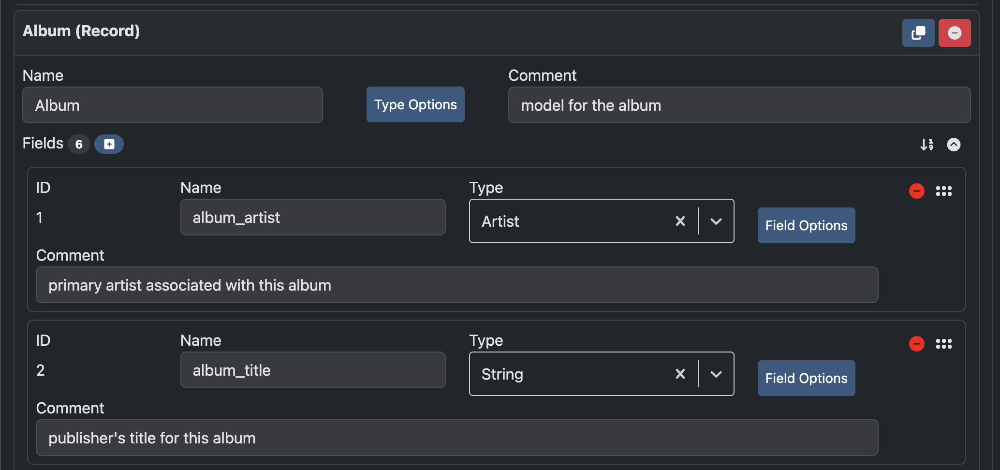 Album (Record)
Name
Comment
Album
Type Options
model for the album
Fields 6
ID
Name
Type
1
album_artist
Artist
Field Options
Comment
primary artist associated with this album
ID
Name
Type
2
album_title
String
Field Options
Comment
publisher's title for this album